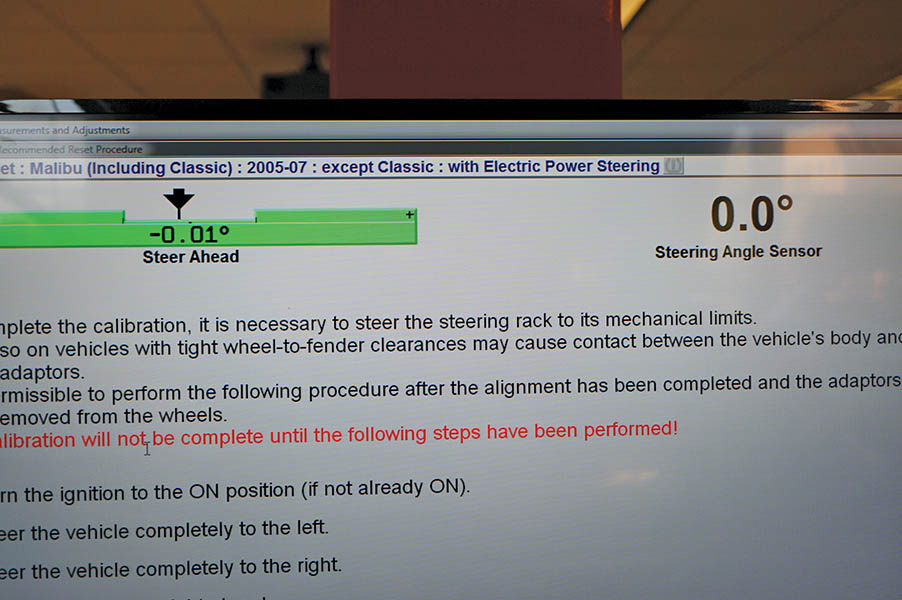 surements and Adjustments
ecommended Reset Procedure
et : Malibu (Including Classic) : 2005-07 : except Classic : with Electric Power Steering
+
-0.01°
Steer Ahead
0.0°
Steering Angle Sensor
mplete the calibration, it is necessary to steer the steering rack to its mechanical limits.
so on vehicles with tight wheel-to-fender clearances may cause contact between the vehicle's body and
adaptors.
rmissible to perform the following procedure after the alignment has been completed and the adaptors
emoved from the wheels.
alibration will not be complete until the following steps have been performed!
rn the ignition to the ON position (if not already ON).
eer the vehicle completely to the left.
eer the vehicle completely to the right.